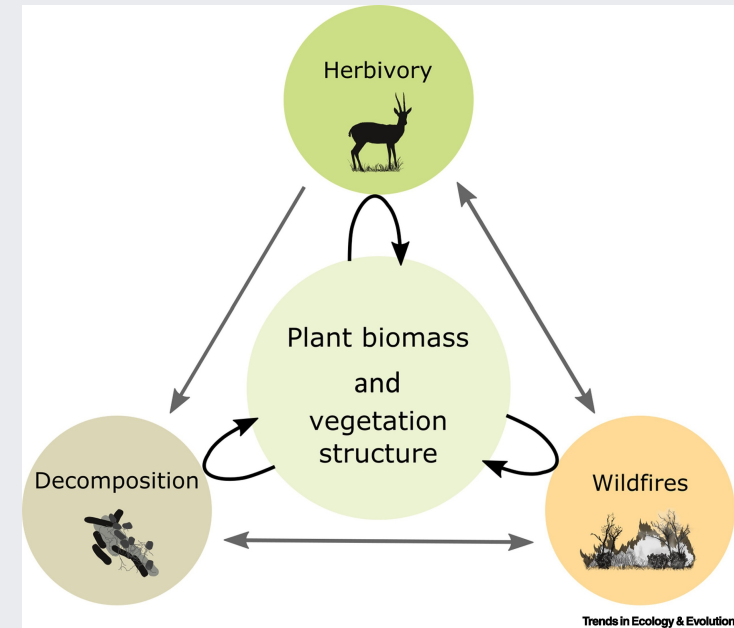 Herbivory
Plant biomass
and
vegetation
structure
Decomposition
Wildfires
Trends in Ecology & Evolution